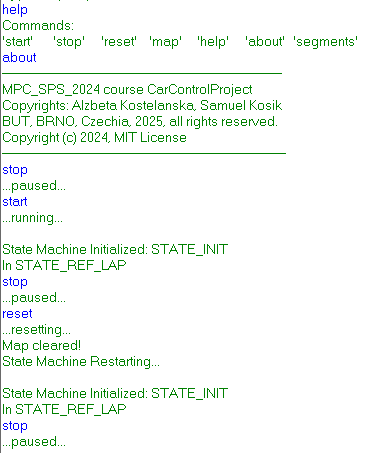 help
Commands:
'start' 'stop' 'reset' 'map' 'help' 'about' 'segments'
about
MPC_SPS_2024 course CarControlProject
Copyrights: Alzbeta Kostelanska, Samuel Kosik
BUT, BRNO, Czechia, 2025, all rights reserved.
Copyright (c) 2024, MIT License
stop
...paused...
start
...running...
State Machine Initialized: STATE_INIT
In STATE_REF_LAP
stop
...paused...
reset
...resetting...
Map cleared!
State Machine Restarting...
State Machine Initialized: STATE_INIT
In STATE_REF_LAP
stop
...paused...